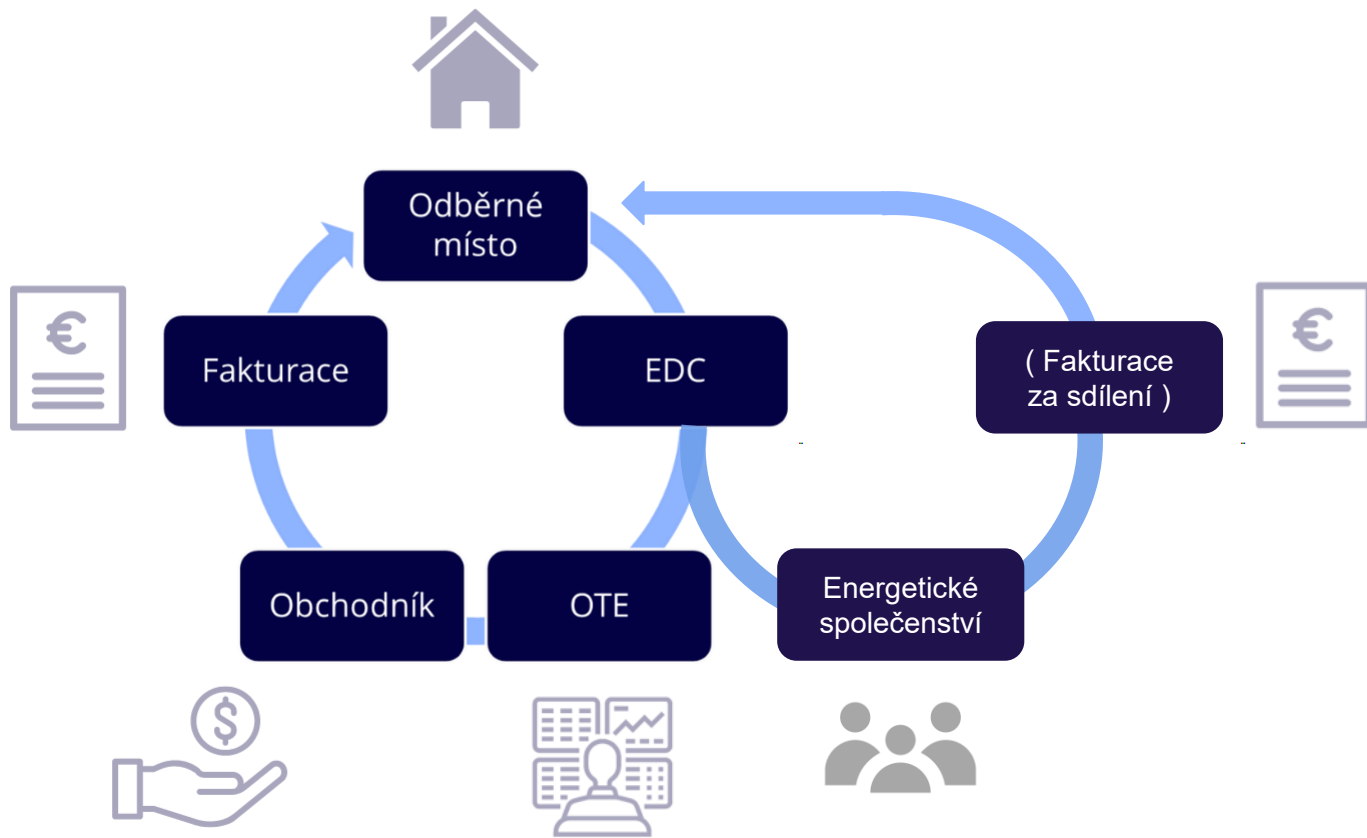 Odběrné
místo
Fakturace
EDC
( Fakturace
za sdílení )
€
€
Obchodník
OTE
Energetické
společenství
$